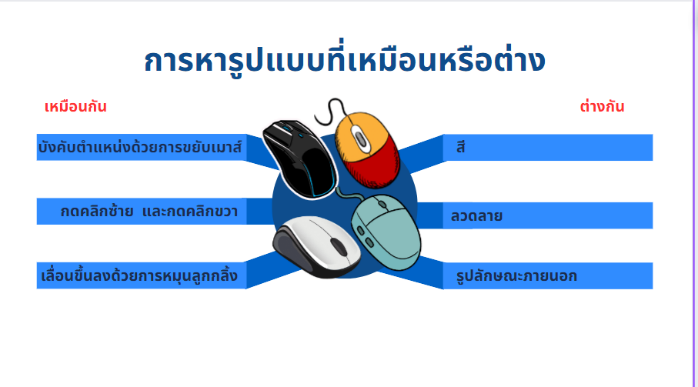 การหารูปแบบที่เหมือนหรือต่าง
เหมือนกัน
ต่างกัน
บังคับตำแหน่งด้วยการขยับเมาส์
สี
กดคลิกซ้าย และกดคลิกขวา
ลวดลาย
เลื่อนขึ้นลงด้วยการหมุนลูกกลิ้ง
รูปลักษณะภายนอก